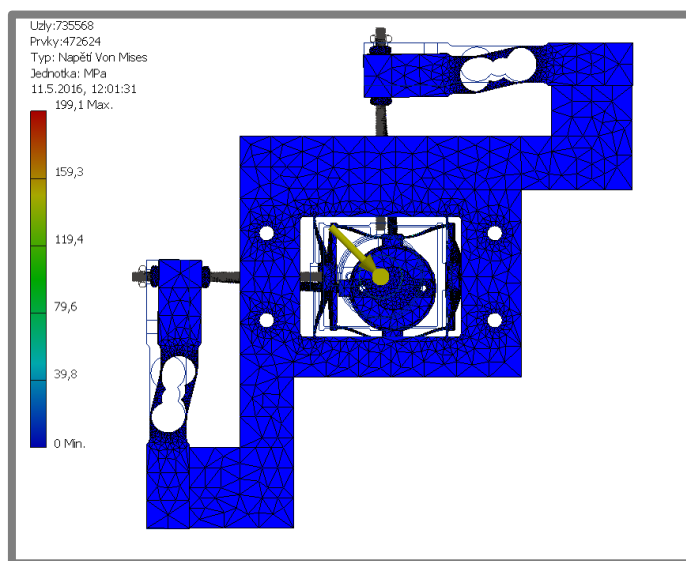 Uzly:735568
Prvky:472624
Typ: Napětí Von Mises
Jednotka: MPa
11.5.2016, 12:01:31
199,1 Max.
159,3
119,4
79,6
39,8
0 Min.